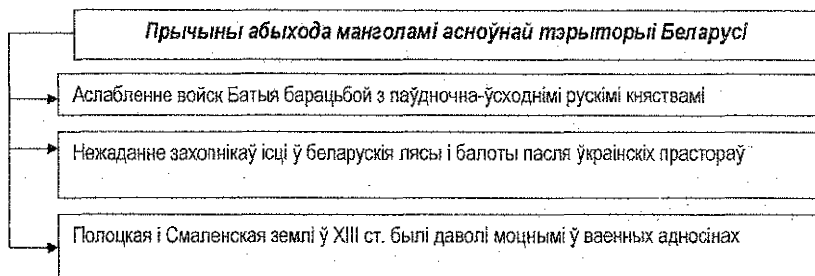 Прычыны абыхода манголамі асноўнай тэрыторыі Беларусі
Аслабленне войск Батыя барацьбой з паўночна-ўсходнімі рускімі княствамі
Нежаданне захопнікаў ісці ў беларускія лясы і балоты пасля ўкраінскіх прастораў
Полоцкая і Смаленская землі ў XIII ст. былі даволі моцнымі ў ваенных адносінах